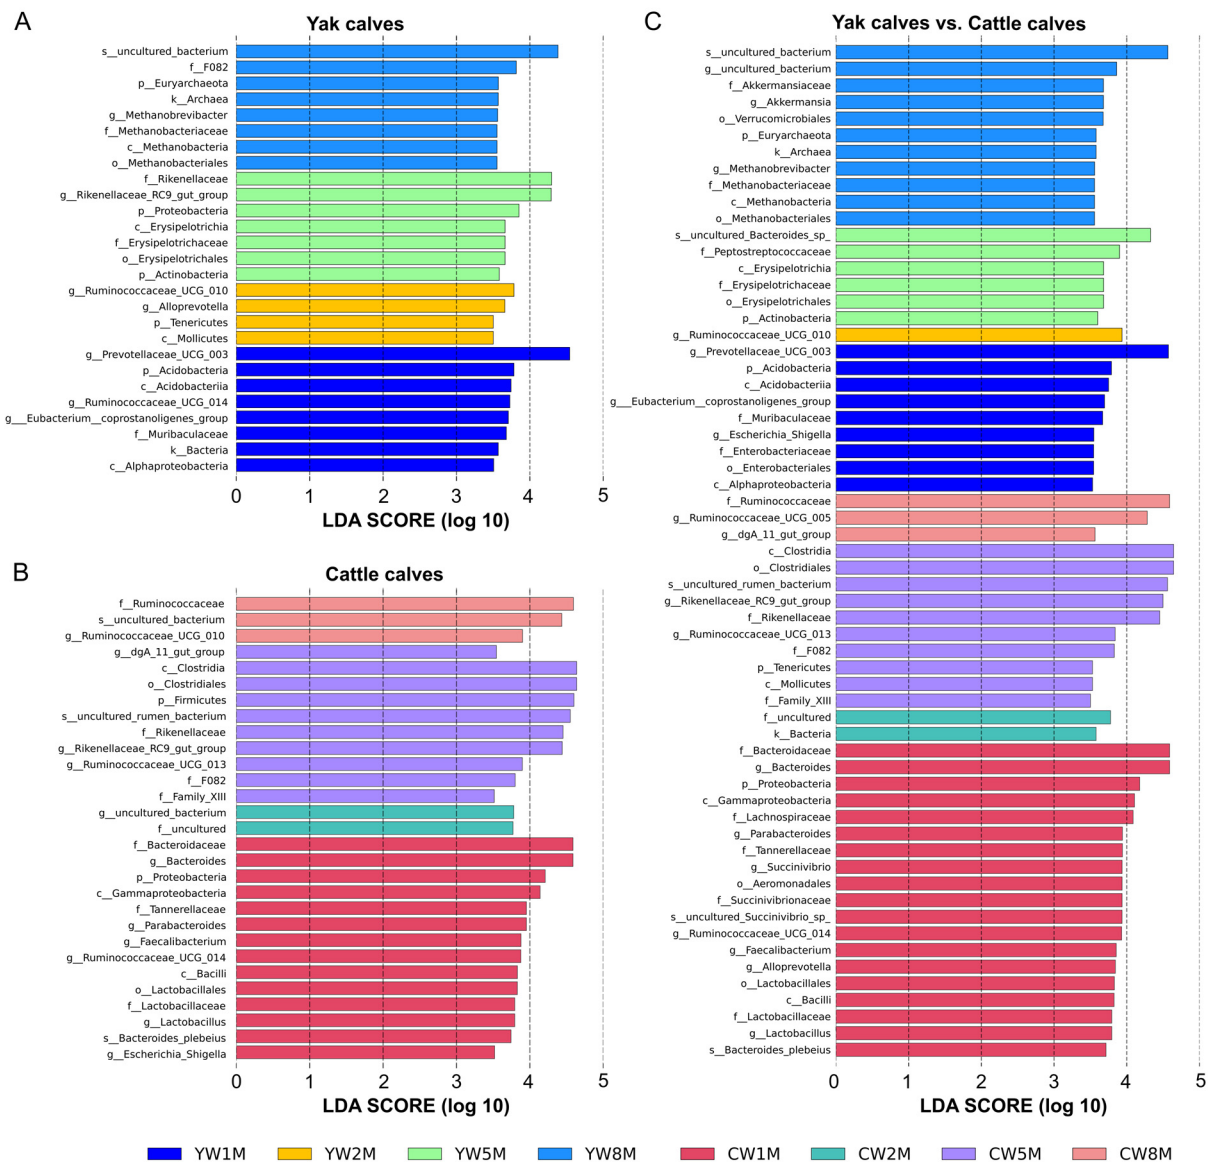 A
Yak calves
s__uncultured_bacterium
f__F082
p__Euryarchaeota
k__Archaea
g__Methanobrevibacter
f__Methanobacteriaceae
c__Methanobacteria
o__Methanobacteriales
f__Rikenellaceae
g__Rikenellaceae_RC9_gut_group
p__Proteobacteria
c__Erysipelotrichia
f__Erysipelotrichaceae
o__Erysipelotrichales
p__Actinobacteria
g__Ruminococcaceae_UCG_010
g__Alloprevotella
p__Tenericutes
c__Mollicutes
g__Prevotellaceae_UCG_003
p__Acidobacteria
c__Acidobacteriia
g__Ruminococcaceae_UCG_014
g___Eubacterium__coprostanoligenes_group
f__Muribaculaceae
k__Bacteria
c__Alphaproteobacteria
0 1 2 3 4 5
LDA SCORE (log 10)
B
Cattle calves
f__Ruminococcaceae
s__uncultured_bacterium
g__Ruminococcaceae_UCG_010
g__dgA_11_gut_group
c__Clostridia
o__Clostridiales
p__Firmicutes
s__uncultured_rumen_bacterium
f__Rikenellaceae
g__Rikenellaceae_RC9_gut_group
g__Ruminococcaceae_UCG_013
f__F082
f__Family_XIII
g__uncultured_bacterium
f__uncultured
f__Bacteroidaceae
g__Bacteroides
p__Proteobacteria
c__Gammaproteobacteria
f__Tannerellaceae
g__Parabacteroides
g__Faecalibacterium
g__Ruminococcaceae_UCG_014
c__Bacilli
o__Lactobacillales
f__Lactobacillaceae
g__Lactobacillus
s__Bacteroides_plebeius
g__Escherichia_Shigella
0 1 2 3 4 5
LDA SCORE (log 10)
C
Yak calves vs. Cattle calves
s__uncultured_bacterium
g__uncultured_bacterium
f__Akkermansiaceae
g__Akkermansia
o__Verrucomicrobiales
p__Euryarchaeota
k__Archaea
g__Methanobrevibacter
f__Methanobacteriaceae
c__Methanobacteria
o__Methanobacteriales
s__uncultured_Bacteroides_sp_
f__Peptostreptococcaceae
c__Erysipelotrichia
f__Erysipelotrichaceae
o__Erysipelotrichales
p__Actinobacteria
g__Ruminococcaceae_UCG_010
g__Prevotellaceae_UCG_003
p__Acidobacteria
c__Acidobacteriia
g___Eubacterium__coprostanoligenes_group
f__Muribaculaceae
g__Escherichia_Shigella
f__Enterobacteriaceae
o__Enterobacteriales
c__Alphaproteobacteria
f__Ruminococcaceae
g__Ruminococcaceae_UCG_005
g__dgA_11_gut_group
c__Clostridia
o__Clostridiales
s__uncultured_rumen_bacterium
g__Rikenellaceae_RC9_gut_group
f__Rikenellaceae
g__Ruminococcaceae_UCG_013
f__F082
p__Tenericutes
c__Mollicutes
f__Family_XIII
f__uncultured
k__Bacteria
f__Bacteroidaceae
g__Bacteroides
p__Proteobacteria
c__Gammaproteobacteria
f__Lachnospiraceae
g__Parabacteroides
f__Tannerellaceae
g__Succinivibrio
o__Aeromonadales
f__Succinivibrionaceae
s__uncultured_Succinivibrio_sp_
g__Ruminococcaceae_UCG_014
g__Faecalibacterium
g__Alloprevotella
o__Lactobacillales
c__Bacilli
f__Lactobacillaceae
g__Lactobacillus
s__Bacteroides_plebeius
0 1 2 3 4 5
LDA SCORE (log 10)
YW1M YW2M YW5M YW8M CW1M CW2M CW5M CW8M